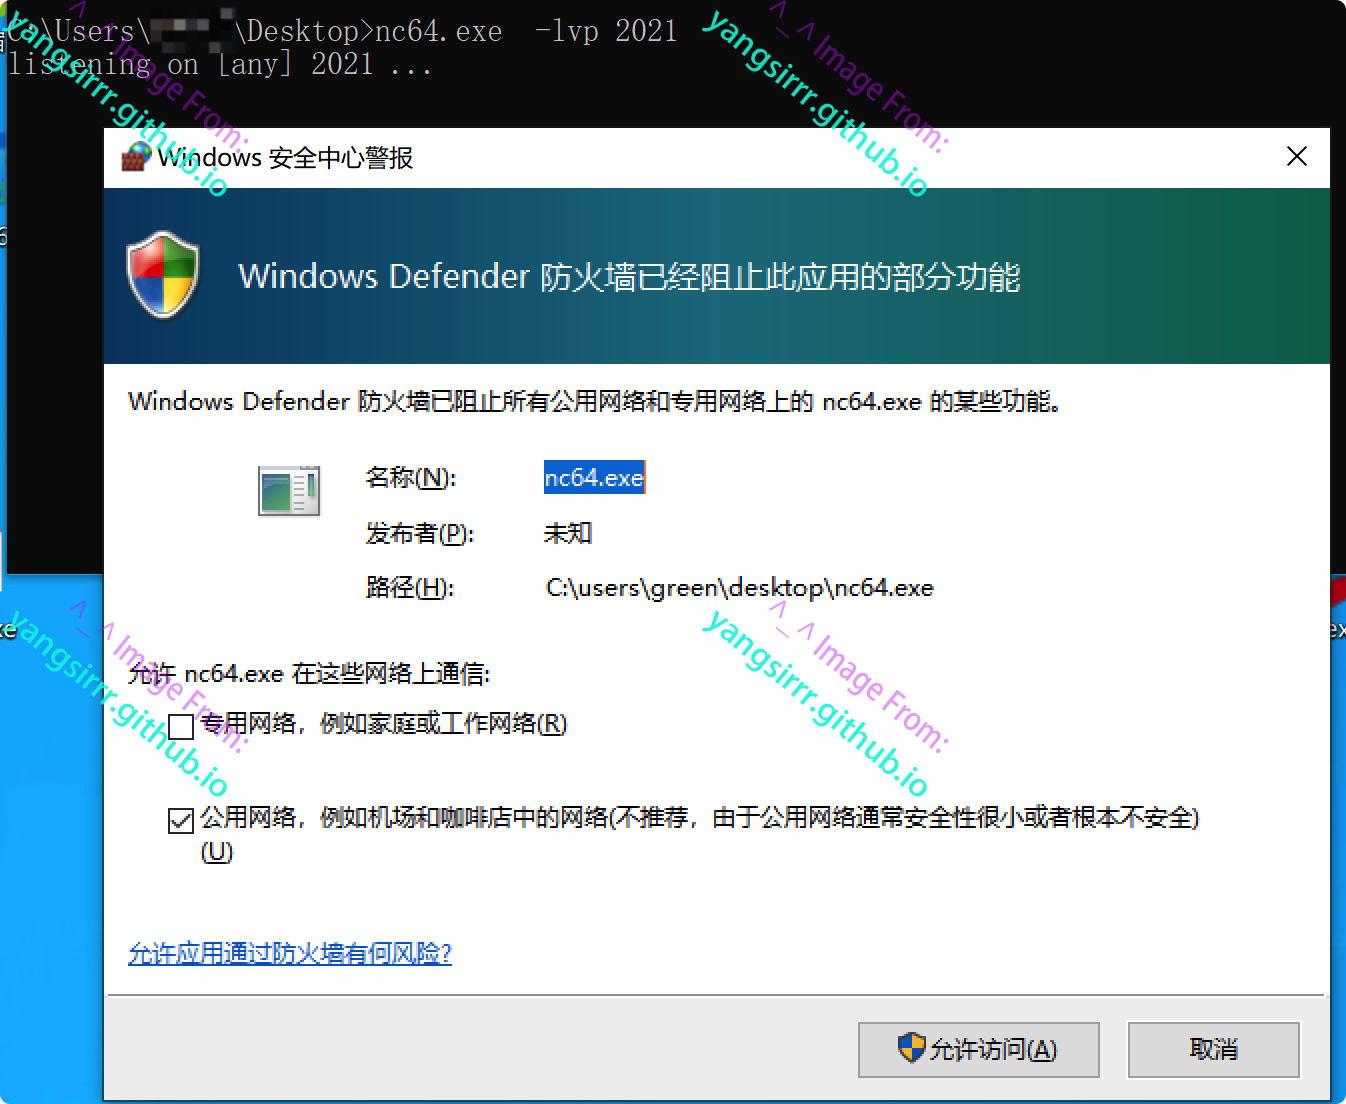 C:\Users\ \Desktop>nc64.exe -lvp 2021
listening on [any] 2021 ...
^_^ Image From:
yangsirrr.github.io
^_^ Image From:
yangsirrr.github.io
Windows 安全中心警报
Windows Defender 防火墙已经阻止此应用的部分功能
Windows Defender 防火墙已阻止所有公用网络和专用网络上的 nc64.exe 的某些功能。
名称(N): nc64.exe
发布者(P): 未知
路径(H): C:\users\green\desktop\nc64.exe
^_^ Image From:
yangsirrr.github.io
^_^ Image From:
yangsirrr.github.io
允许 nc64.exe 在这些网络上通信:
专用网络，例如家庭或工作网络(R)
公用网络，例如机场和咖啡店中的网络(不推荐，由于公用网络通常安全性很小或者根本不安全)
(U)
允许应用通过防火墙有何风险?
允许访问(A) 取消